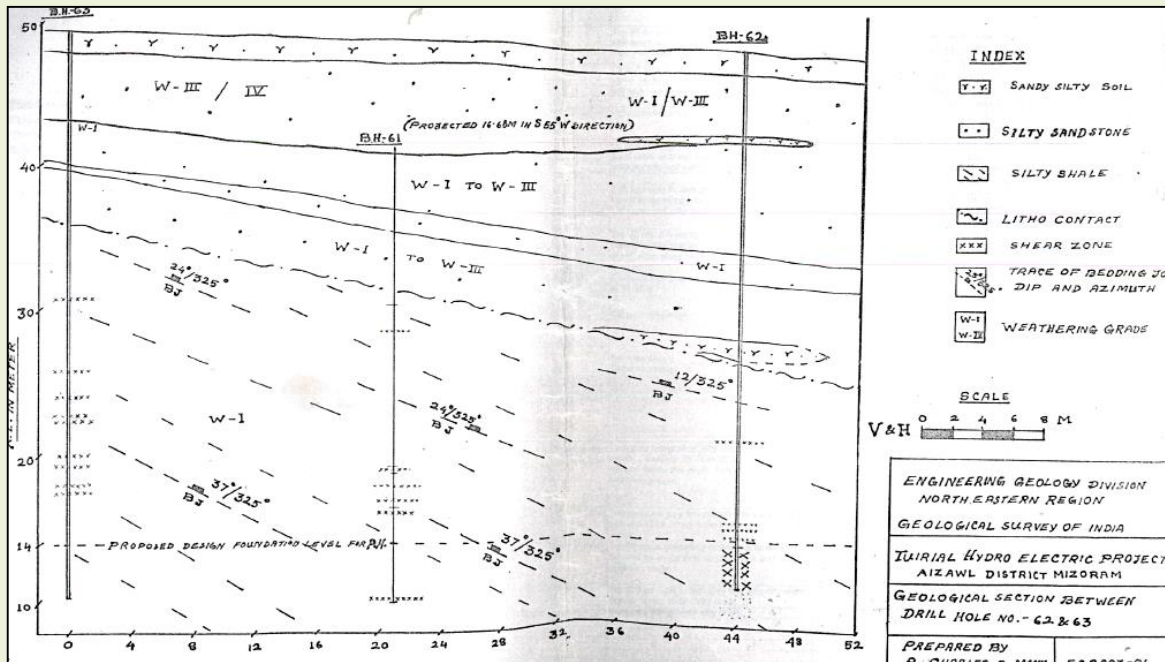 B.H-63
50
BH-62
W-III / IV
W-I/W-III
(PROJECTED 16.68M IN S55°W DIRECTION)
W-I
B.H-61
40
W-I TO W-III
W-I TO W-III
W-I
24°/325°
BJ
30
12/325°
BJ
R.L. IN METER
24°/325°
BJ
W-I
20
37°/325°
BJ
14
PROPOSED DESIGN FOUNDATION LEVEL FOR P.H.
37°/325°
BJ
10
0 4 8 12 16 20 24 28 32 36 40 44 48 52
INDEX
SANDY SILTY SOIL
SILTY SANDSTONE
SILTY SHALE
LITHO CONTACT
SHEAR ZONE
TRACE OF BEDDING JO
DIP AND AZIMUTH
W-I
W-IV
WEATHERING GRADE
SCALE
V & H 0 2 4 6 8 M
ENGINEERING GEOLOGY DIVISION
NORTH EASTERN REGION
GEOLOGICAL SURVEY OF INDIA
TUIRIAL HYDRO ELECTRIC PROJECT
AIZAWL DISTRICT MIZORAM
GEOLOGICAL SECTION BETWEEN
DRILL HOLE NO.- 62 & 63
PREPARED BY